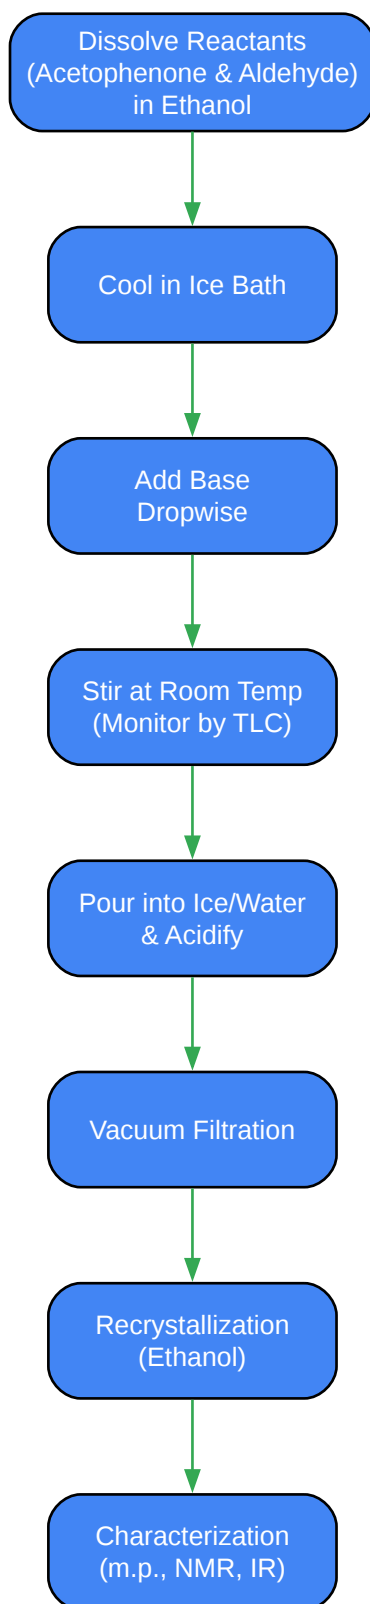 Dissolve Reactants
(Acetophenone & Aldehyde)
in Ethanol
Cool in Ice Bath
Add Base
Dropwise
Stir at Room Temp
(Monitor by TLC)
Pour into Ice/Water
& Acidify
Vacuum Filtration
Recrystallization
(Ethanol)
Characterization
(m.p., NMR, IR)